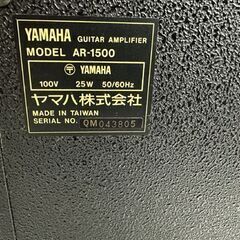 YAMAHA GUITAR AMPLIFIER
MODEL AR-1500
YAMAHA
100V 25W 50/60Hz
ヤマハ株式会社
MADE IN TAIWAN
SERIAL NO. QM043805